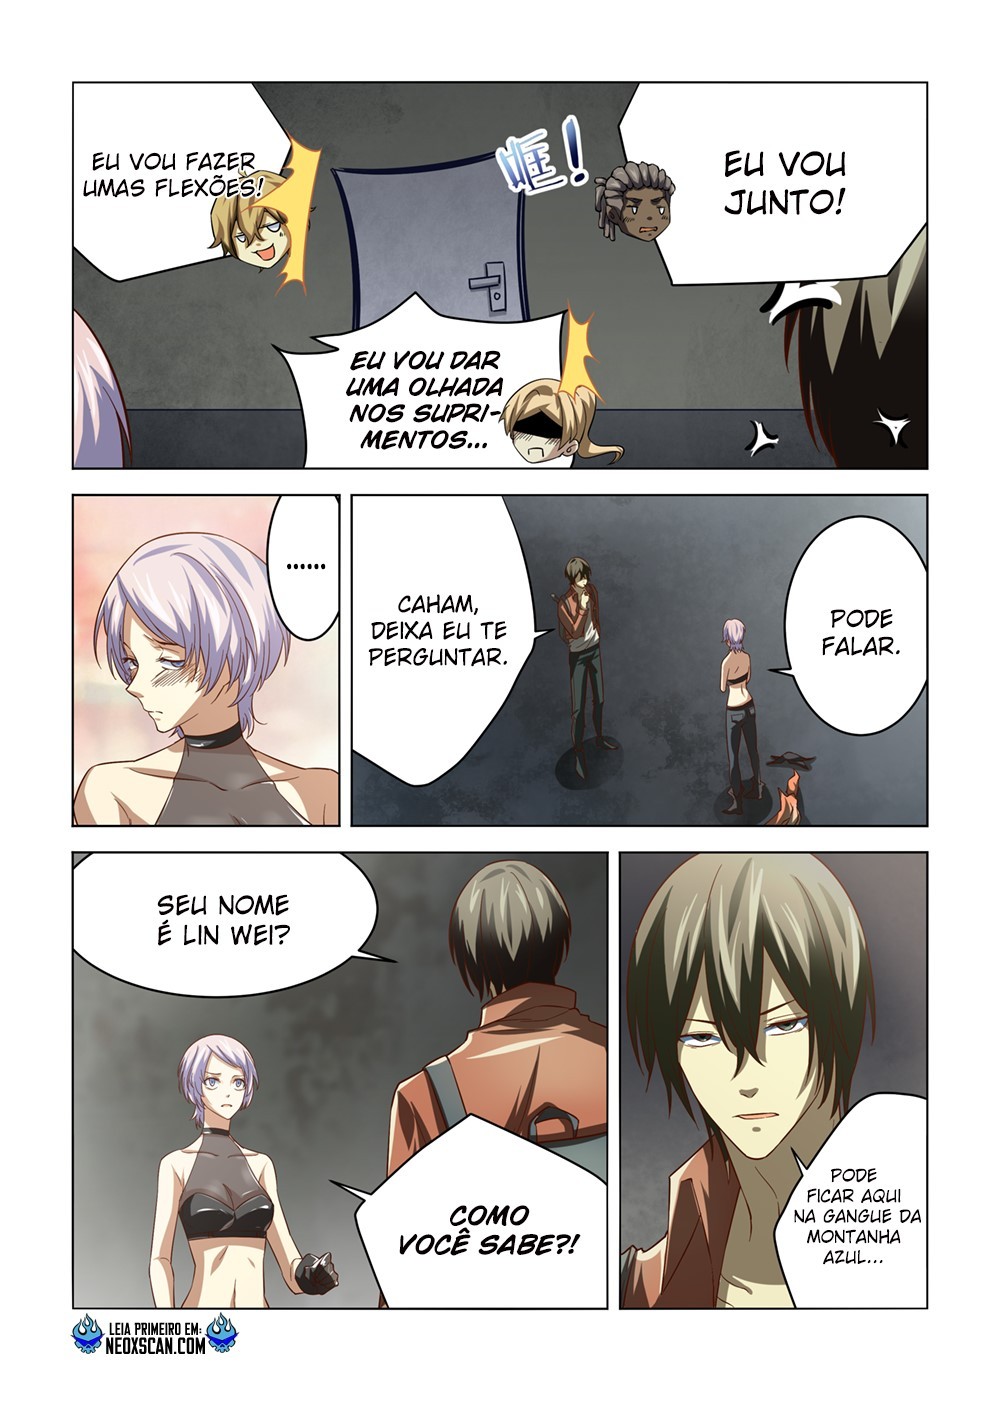 EU VOU FAZER
UMAS FLEXÕES!
哐!
EU VOU
JUNTO!
EU VOU DAR
UMA OLHADA
NOS SUPRI-
MENTOS...
......
CAHAM,
DEIXA EU TE
PERGUNTAR.
PODE
FALAR.
SEU NOME
É LIN WEI?
COMO
VOCÊ SABE?!
PODE
FICAR AQUI
NA GANGUE DA
MONTANHA
AZUL...
LEIA PRIMEIRO EM:
NEOXSCAN.COM